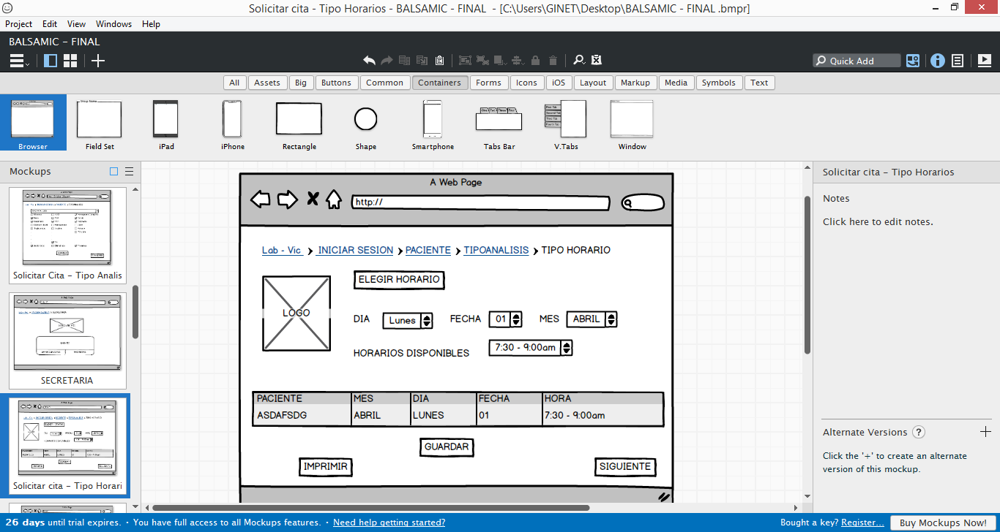 Solicitar cita - Tipo Horarios - BALSAMIC - FINAL - [C:\Users\GINET\Desktop\BALSAMIC - FINAL .bmpr]
Project Edit View Windows Help
BALSAMIC - FINAL
Quick Add
All Assets Big Buttons Common Containers Forms Icons iOS Layout Markup Media Symbols Text
Browser Field Set iPad iPhone Rectangle Shape Smartphone Tabs Bar V.Tabs Window
Mockups
Solicitar Cita - Tipo Analis
SECRETARIA
Solicitar cita - Tipo Horari
A Web Page
http://
Lab - Vic INICIAR SESION PACIENTE TIPOANALISIS TIPO HORARIO
ELEGIR HORARIO
LOGO
DIA Lunes FECHA 01 MES ABRIL
HORARIOS DISPONIBLES 7:30 - 9:00am
PACIENTE MES DIA FECHA HORA
ASDAFSDG ABRIL LUNES 01 7:30 - 9:00am
GUARDAR
IMPRIMIR SIGUIENTE
Solicitar cita - Tipo Horarios
Notes
Click here to edit notes.
Alternate Versions ?
Click the '+' to create an alternate
version of this mockup.
26 days until trial expires. · You have full access to all Mockups features. · Need help getting started? Bought a key? Register... Buy Mockups Now!